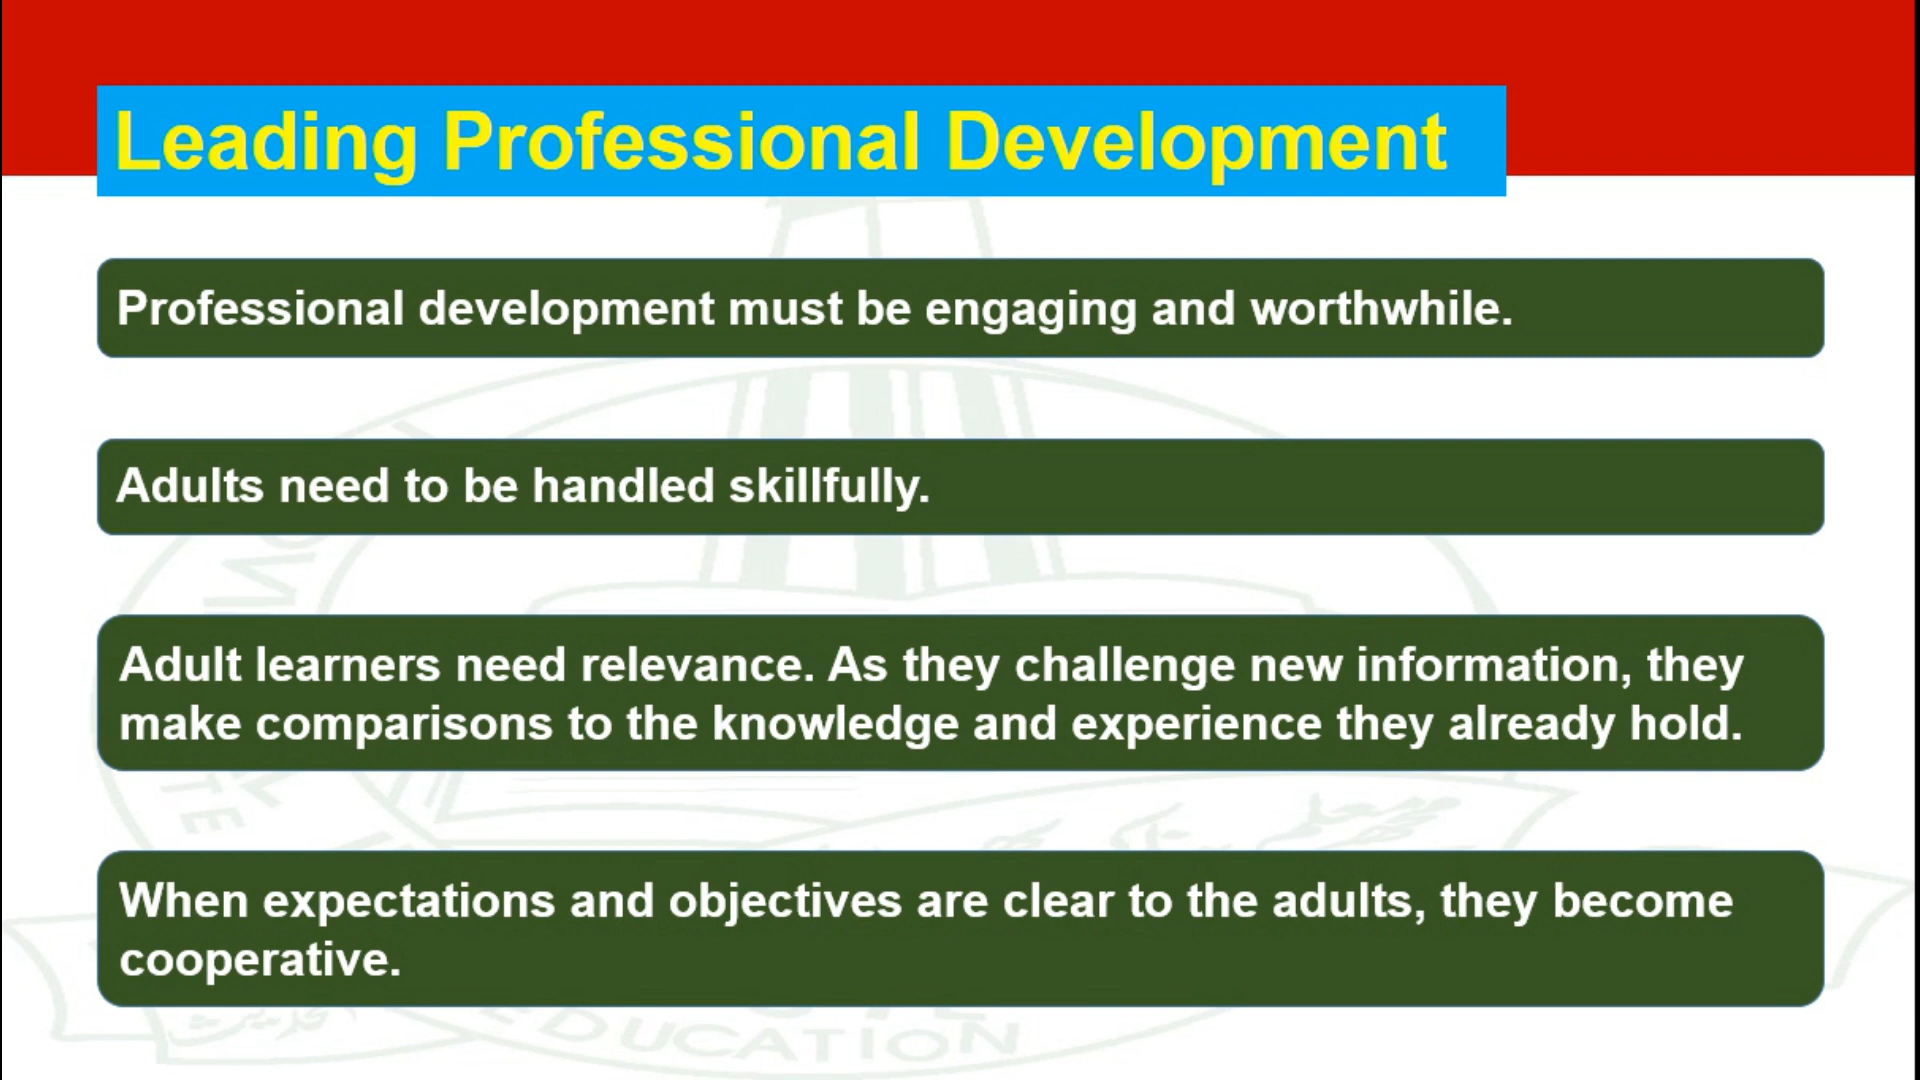 Leading Professional Development
Professional development must be engaging and worthwhile.
Adults need to be handled skillfully.
Adult learners need relevance. As they challenge new information, they
make comparisons to the knowledge and experience they already hold.
When expectations and objectives are clear to the adults, they become
cooperative.
EDUCATION